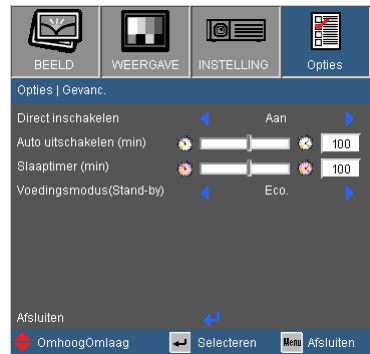 BEELD WEERGAVE INSTELLING Opties
Opties | Gevanc.
Direct inschakelen Aan
Auto uitschakelen (min) 100
Slaaptimer (min) 100
Voedingsmodus(Stand-by) Eco.
Afsluiten
OmhoogOmlaag Selecteren Menu Afsluiten